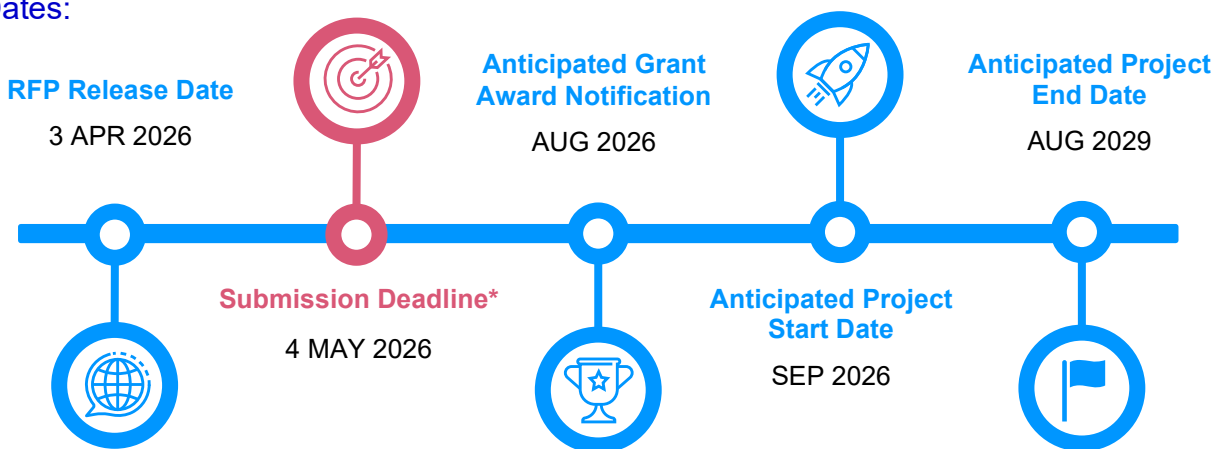 Dates:
RFP Release Date
3 APR 2026
Submission Deadline*
4 MAY 2026
Anticipated Grant
Award Notification
AUG 2026
Anticipated Project
Start Date
SEP 2026
Anticipated Project
End Date
AUG 2029